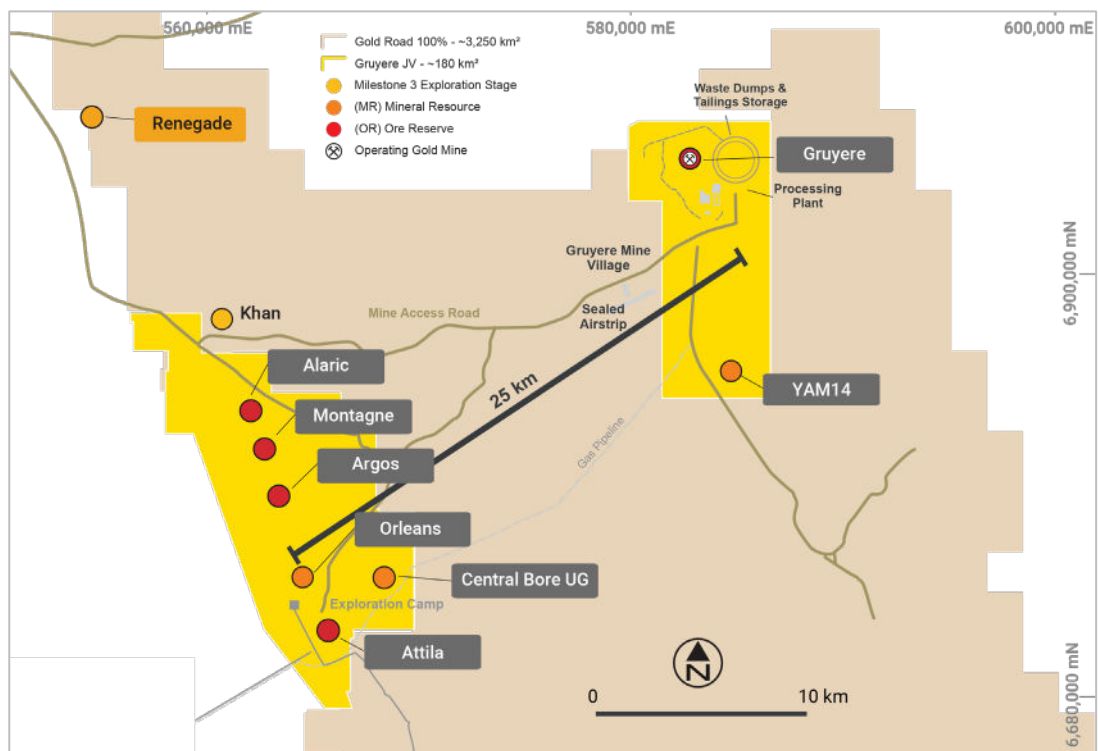 560,000 mE
580,000 mE
600,000 mE
Gold Road 100% - ~3,250 km²
Gruyere JV - ~180 km²
Milestone 3 Exploration Stage
(MR) Mineral Resource
(OR) Ore Reserve
Operating Gold Mine
Waste Dumps &
Tailings Storage
Renegade
Gruyere
Processing
Plant
6,900,000 mN
Gruyere Mine
Village
Khan
Mine Access Road
Sealed
Airstrip
Alaric
25 km
YAM14
Montagne
Gas Pipeline
Argos
Orleans
Central Bore UG
Exploration Camp
Attila
N
0
10 km
6,680,000 mN